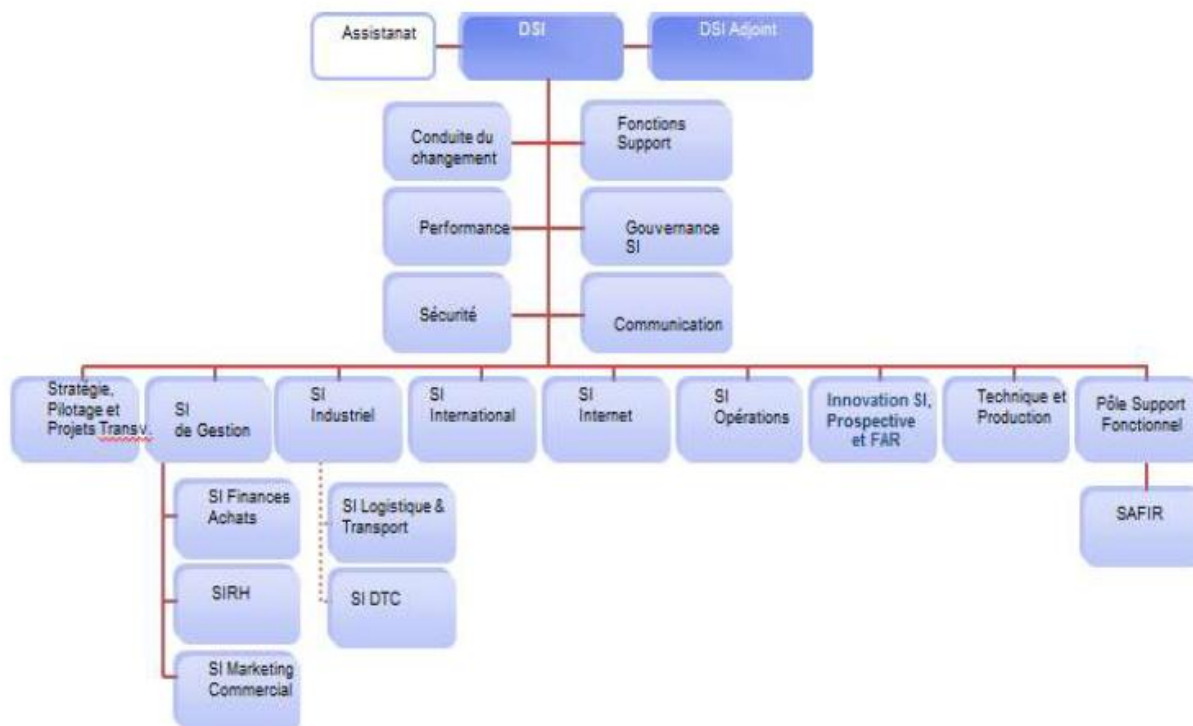 Assistanat
DSI
DSI Adjoint
Conduite du
changement
Fonctions
Support
Performance
Gouvernance
SI
Sécurité
Communication
Stratégie,
Pilotage et
Projets Transv.
SI
de Gestion
SI
Industriel
SI
International
SI
Internet
SI
Opérations
Innovation SI,
Prospective
et FAR
Technique et
Production
Pôle Support
Fonctionnel
SI Finances
Achats
SI Logistique &
Transport
SAFIR
SIRH
SI DTC
SI Marketing
Commercial